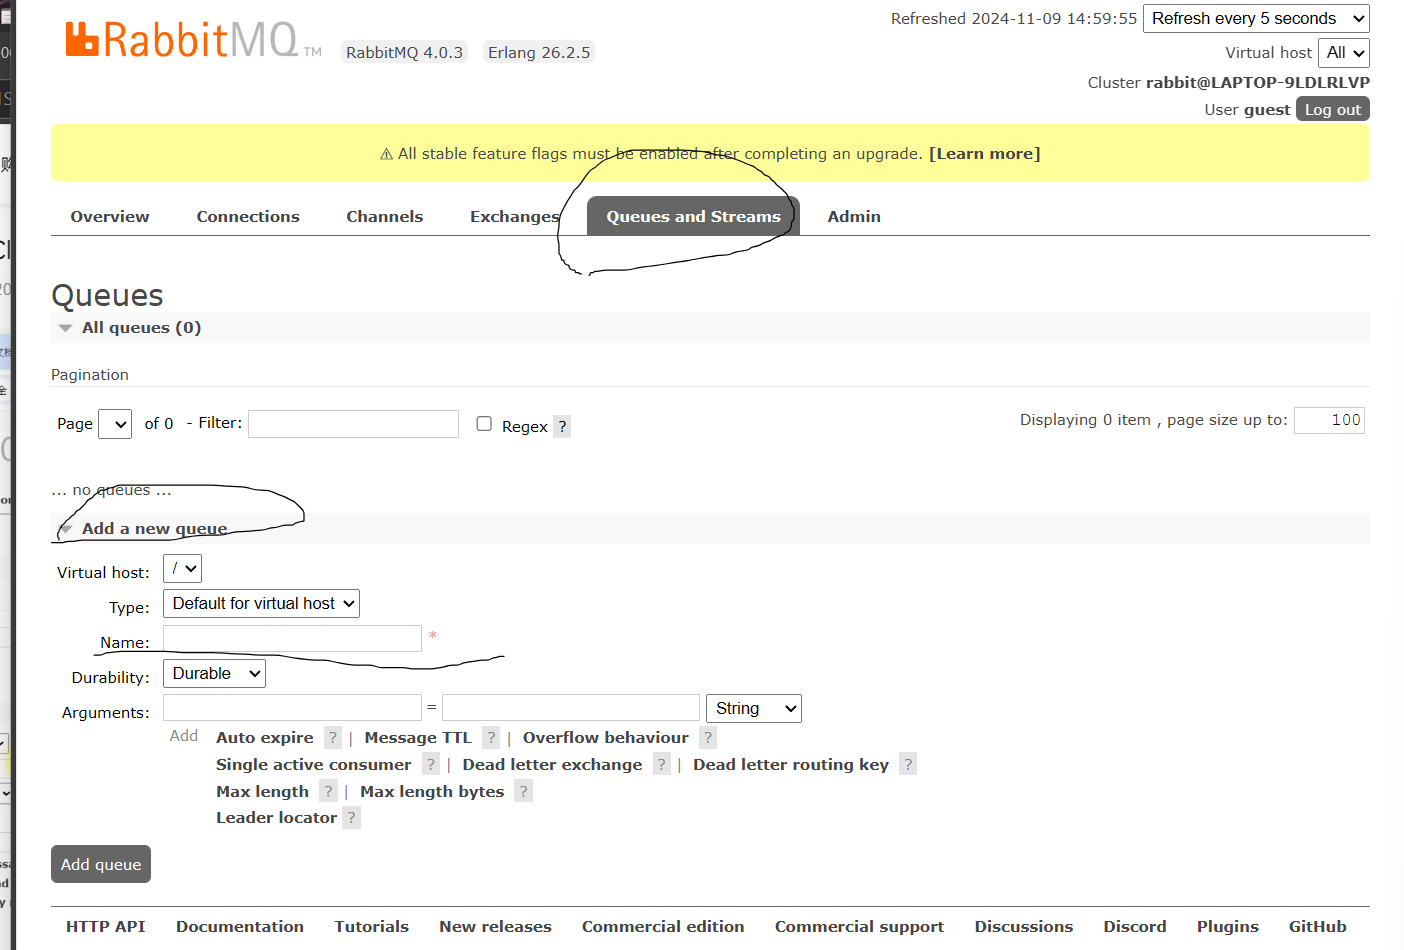 Refreshed 2024-11-09 14:59:55 Refresh every 5 seconds
RabbitMQ TM RabbitMQ 4.0.3 Erlang 26.2.5
Virtual host All
Cluster rabbit@LAPTOP-9LDLRLVP
User guest Log out
⚠ All stable feature flags must be enabled after completing an upgrade. [Learn more]
Overview Connections Channels Exchanges Queues and Streams Admin
Queues
All queues (0)
Pagination
Page of 0 - Filter: Regex ? Displaying 0 item , page size up to: 100
... no queues ...
Add a new queue
Virtual host: /
Type: Default for virtual host
Name: *
Durability: Durable
Arguments: = String
Add Auto expire ? | Message TTL ? | Overflow behaviour ?
Single active consumer ? | Dead letter exchange ? | Dead letter routing key ?
Max length ? | Max length bytes ?
Leader locator ?
Add queue
HTTP API Documentation Tutorials New releases Commercial edition Commercial support Discussions Discord Plugins GitHub